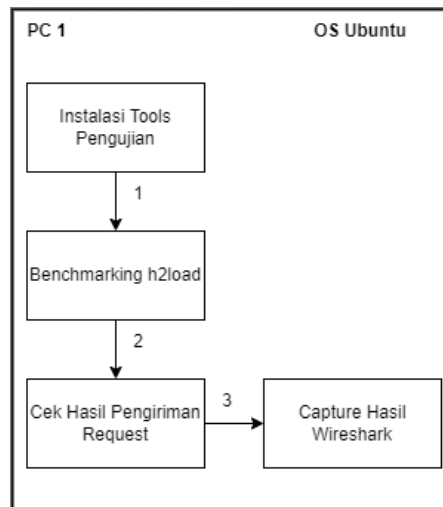 PC 1
OS Ubuntu
Instalasi Tools
Pengujian
1
Benchmarking h2load
2
Cek Hasil Pengiriman
Request
3
Capture Hasil
Wireshark